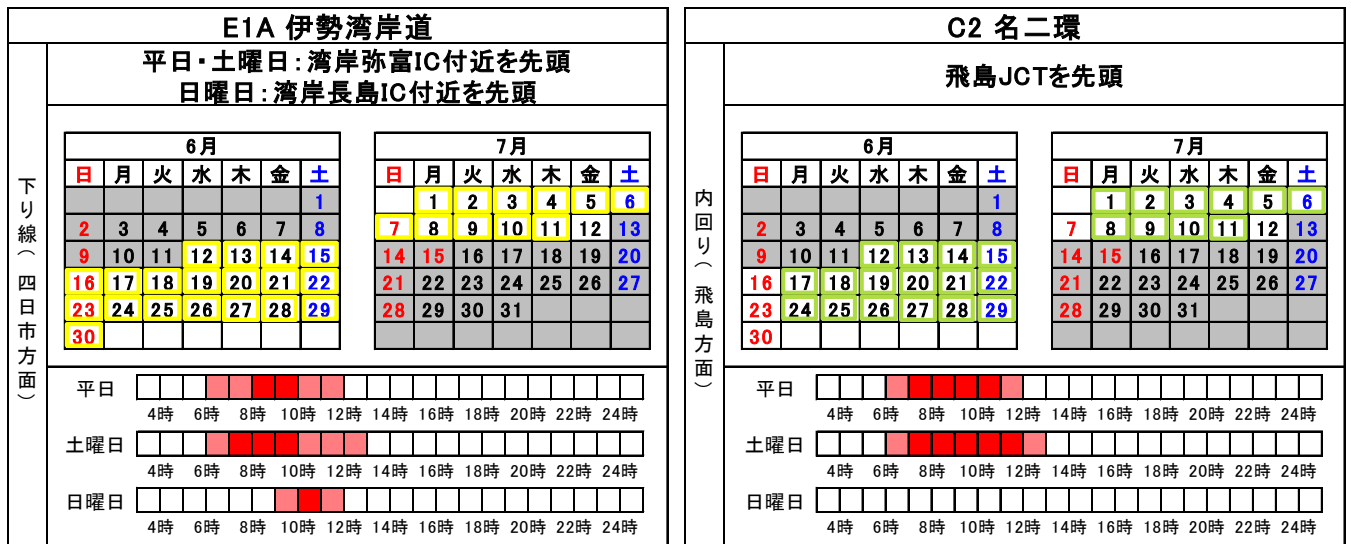 E1A 伊勢湾岸道
下り線（四日市方面）
平日・土曜日：湾岸弥富IC付近を先頭
日曜日：湾岸長島IC付近を先頭
6月
日 月 火 水 木 金 土
1
2 3 4 5 6 7 8
9 10 11 12 13 14 15
16 17 18 19 20 21 22
23 24 25 26 27 28 29
30
7月
日 月 火 水 木 金 土
1 2 3 4 5 6
7 8 9 10 11 12 13
14 15 16 17 18 19 20
21 22 23 24 25 26 27
28 29 30 31
平日
4時 6時 8時 10時 12時 14時 16時 18時 20時 22時 24時
土曜日
4時 6時 8時 10時 12時 14時 16時 18時 20時 22時 24時
日曜日
4時 6時 8時 10時 12時 14時 16時 18時 20時 22時 24時
C2 名二環
内回り（飛島方面）
飛島JCTを先頭
6月
日 月 火 水 木 金 土
1
2 3 4 5 6 7 8
9 10 11 12 13 14 15
16 17 18 19 20 21 22
23 24 25 26 27 28 29
30
7月
日 月 火 水 木 金 土
1 2 3 4 5 6
7 8 9 10 11 12 13
14 15 16 17 18 19 20
21 22 23 24 25 26 27
28 29 30 31
平日
4時 6時 8時 10時 12時 14時 16時 18時 20時 22時 24時
土曜日
4時 6時 8時 10時 12時 14時 16時 18時 20時 22時 24時
日曜日
4時 6時 8時 10時 12時 14時 16時 18時 20時 22時 24時